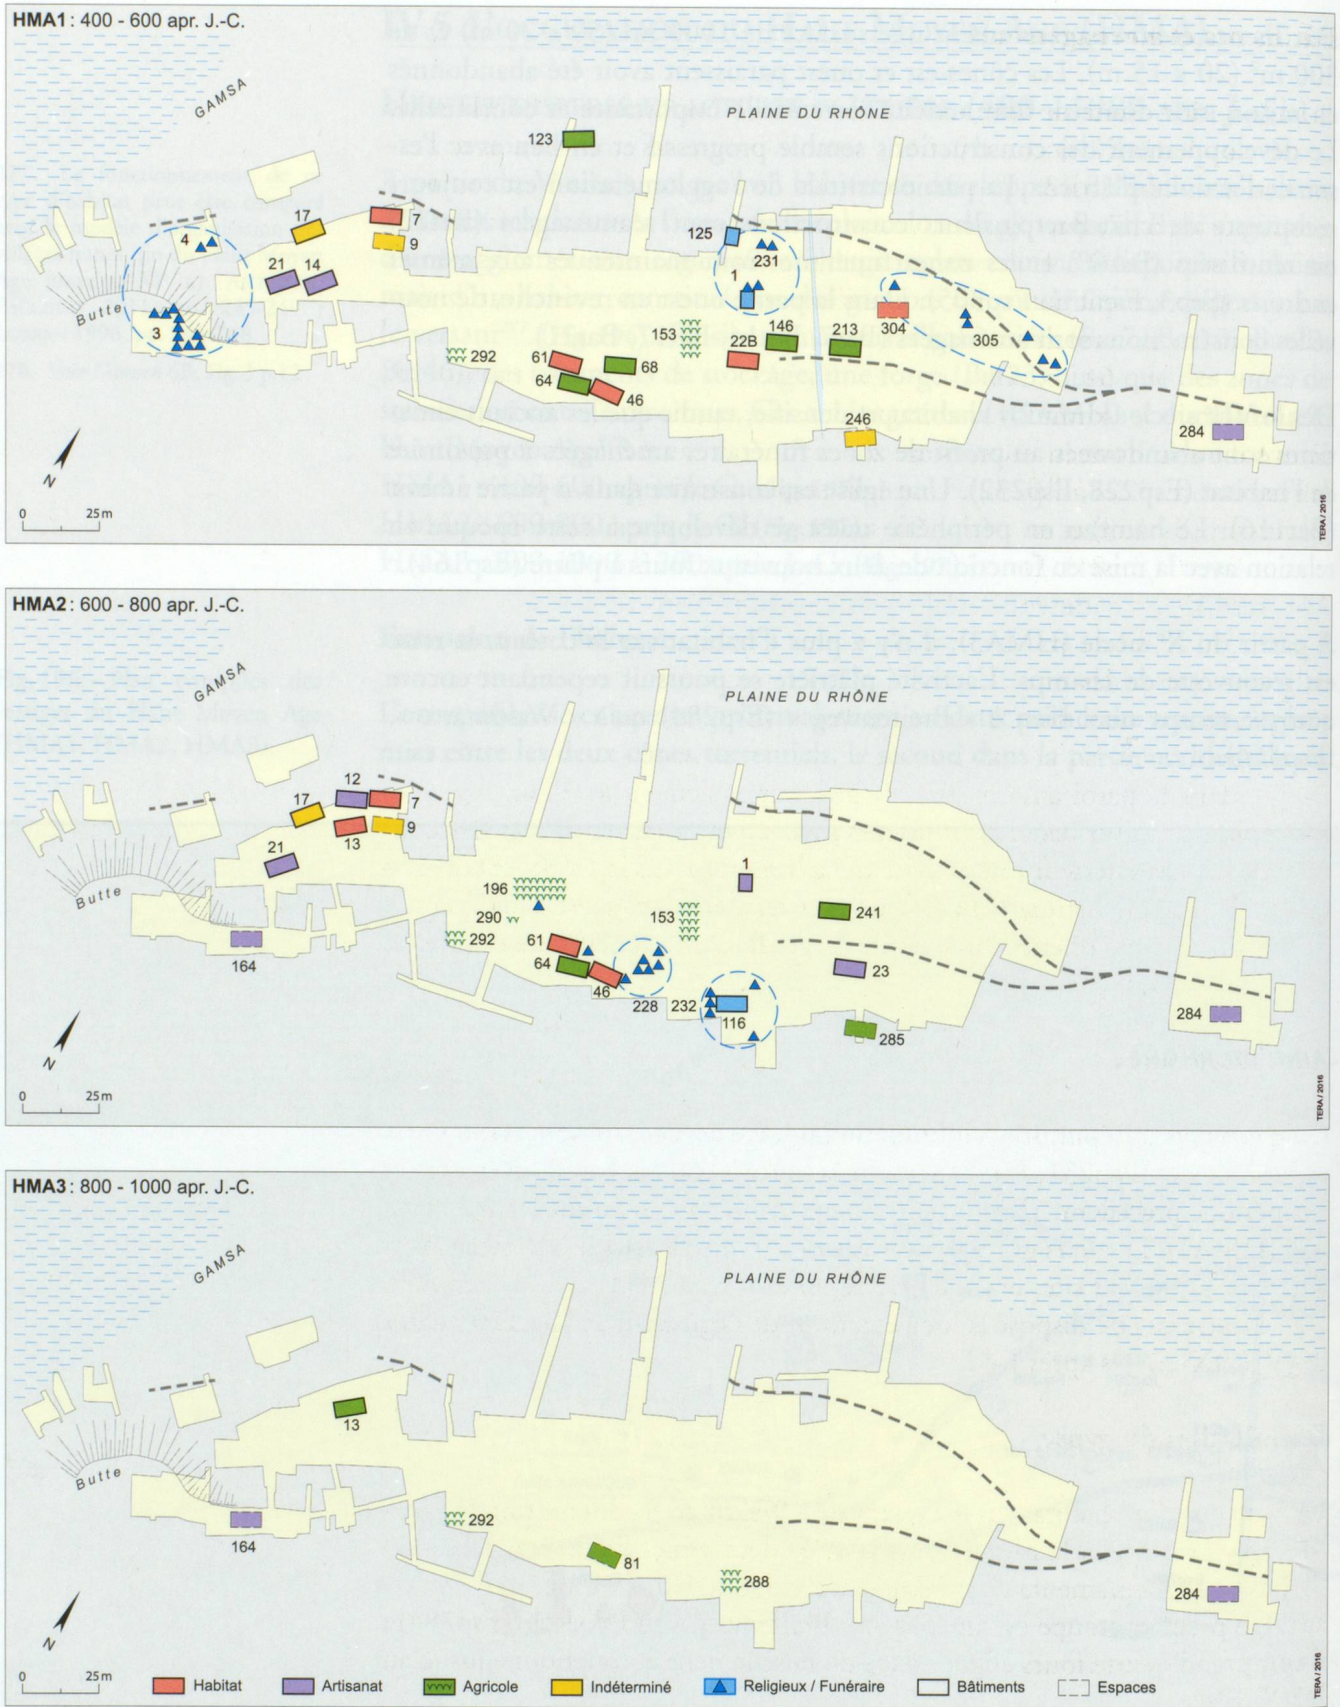 HMA1 : 400 - 600 apr. J.-C.
GAMSA
PLAINE DU RHÔNE
123
17
7
4
9
125
231
21
14
1
Butte
3
153
146
213
304
305
292
61
22B
68
64
46
246
284
N
0 25 m
TERA / 2016
HMA2 : 600 - 800 apr. J.-C.
GAMSA
PLAINE DU RHÔNE
12
17
7
13
9
21
1
Butte
196
290
153
241
292
61
164
64
23
46
228
232
116
284
285
N
0 25 m
TERA / 2016
HMA3 : 800 - 1000 apr. J.-C.
GAMSA
PLAINE DU RHÔNE
13
Butte
292
164
81
288
284
N
0 25 m
TERA / 2016
Habitat Artisanat Agricole Indéterminé Religieux / Funéraire Bâtiments Espaces